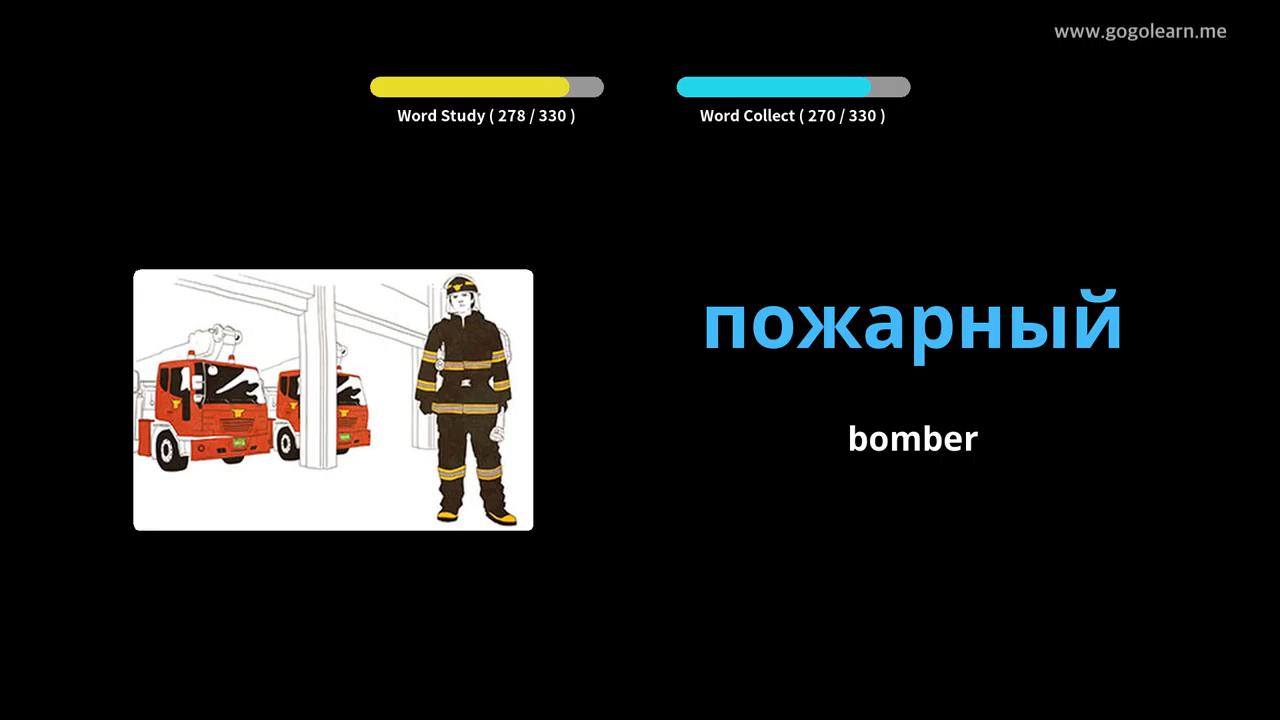 www.gogolearn.me
Word Study ( 278 / 330 )
Word Collect ( 270 / 330 )
пожарный
bomber